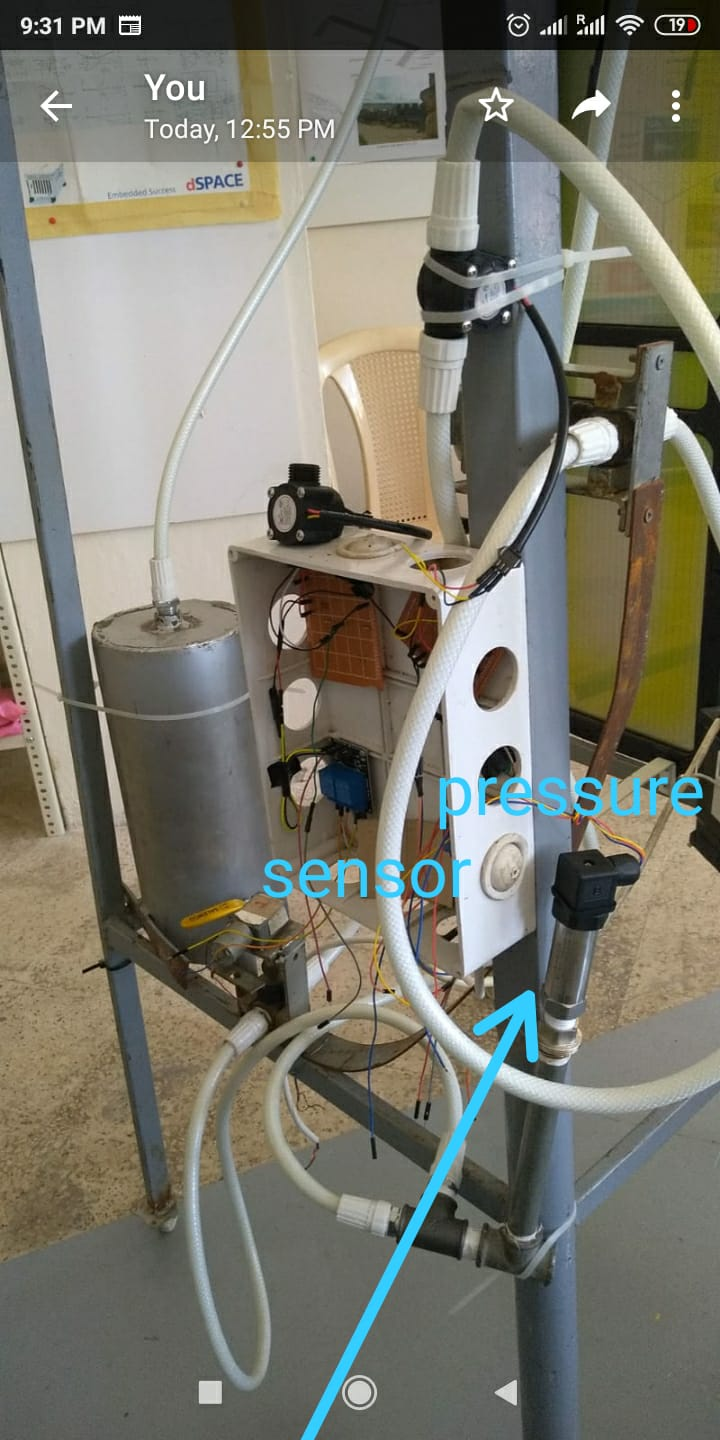 9:31 PM
R
19
You
Today, 12:55 PM
Embedded Success dSPACE
pressure
sensor